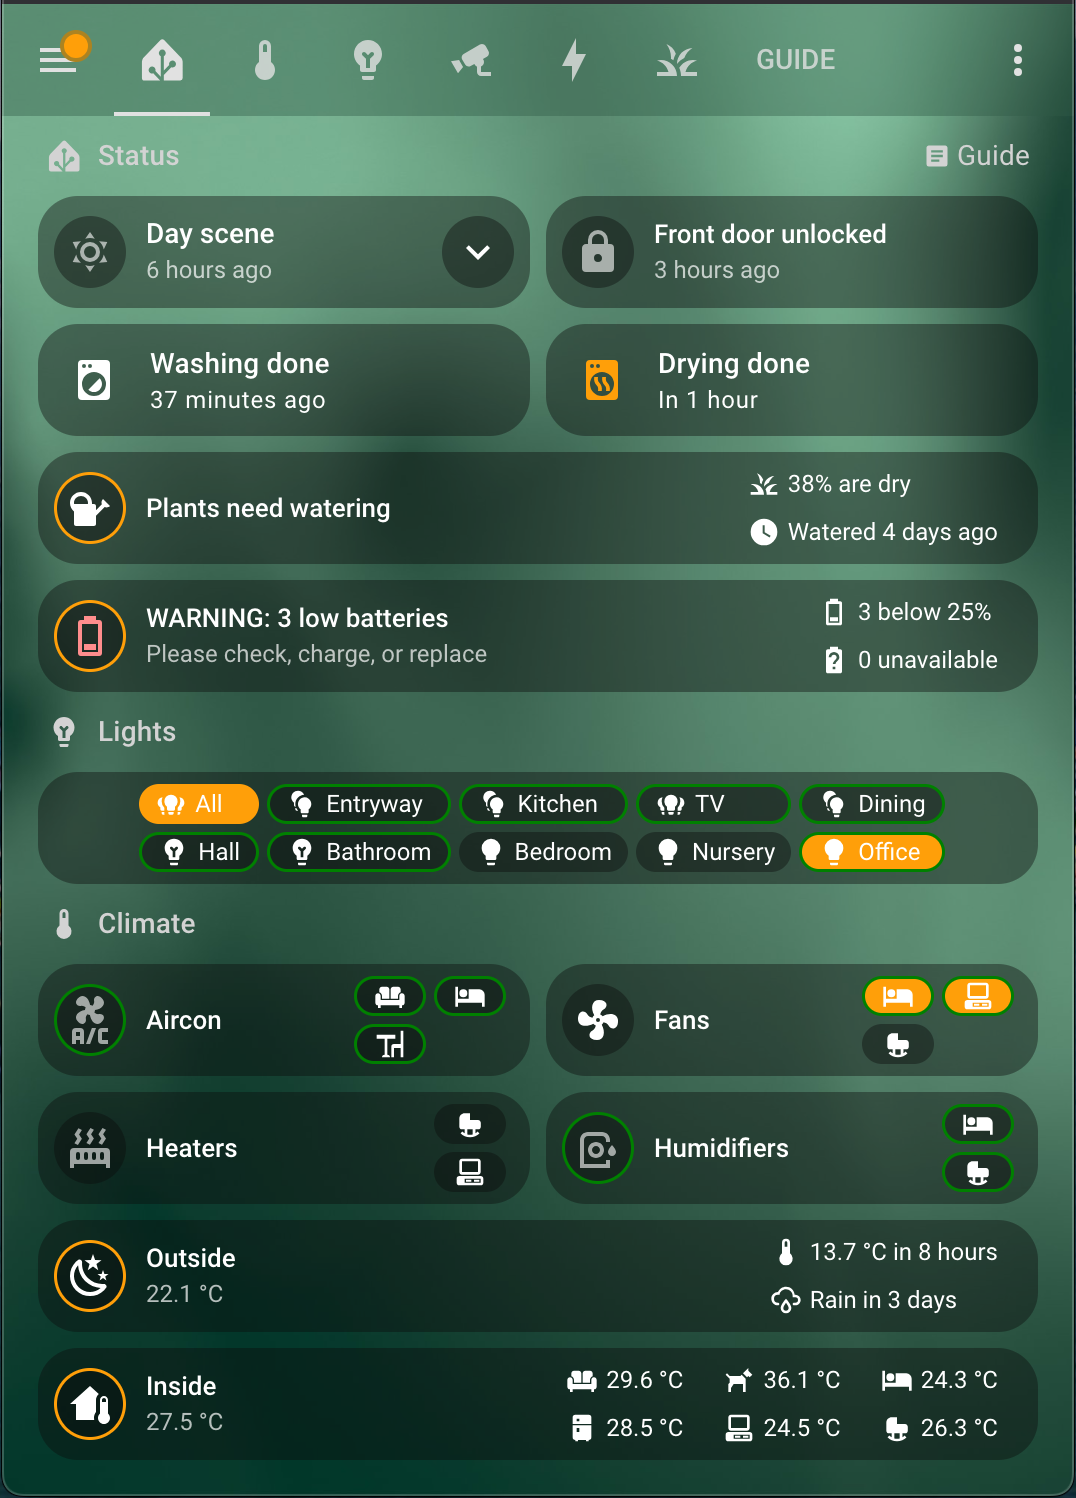 GUIDE
Status
Guide
Day scene
6 hours ago
Front door unlocked
3 hours ago
Washing done
37 minutes ago
Drying done
In 1 hour
Plants need watering
38% are dry
Watered 4 days ago
WARNING: 3 low batteries
Please check, charge, or replace
3 below 25%
0 unavailable
Lights
All Entryway Kitchen TV Dining
Hall Bathroom Bedroom Nursery Office
Climate
A/C
Aircon
Fans
Heaters
Humidifiers
Outside
22.1 °C
13.7 °C in 8 hours
Rain in 3 days
Inside
27.5 °C
29.6 °C 36.1 °C 24.3 °C
28.5 °C 24.5 °C 26.3 °C